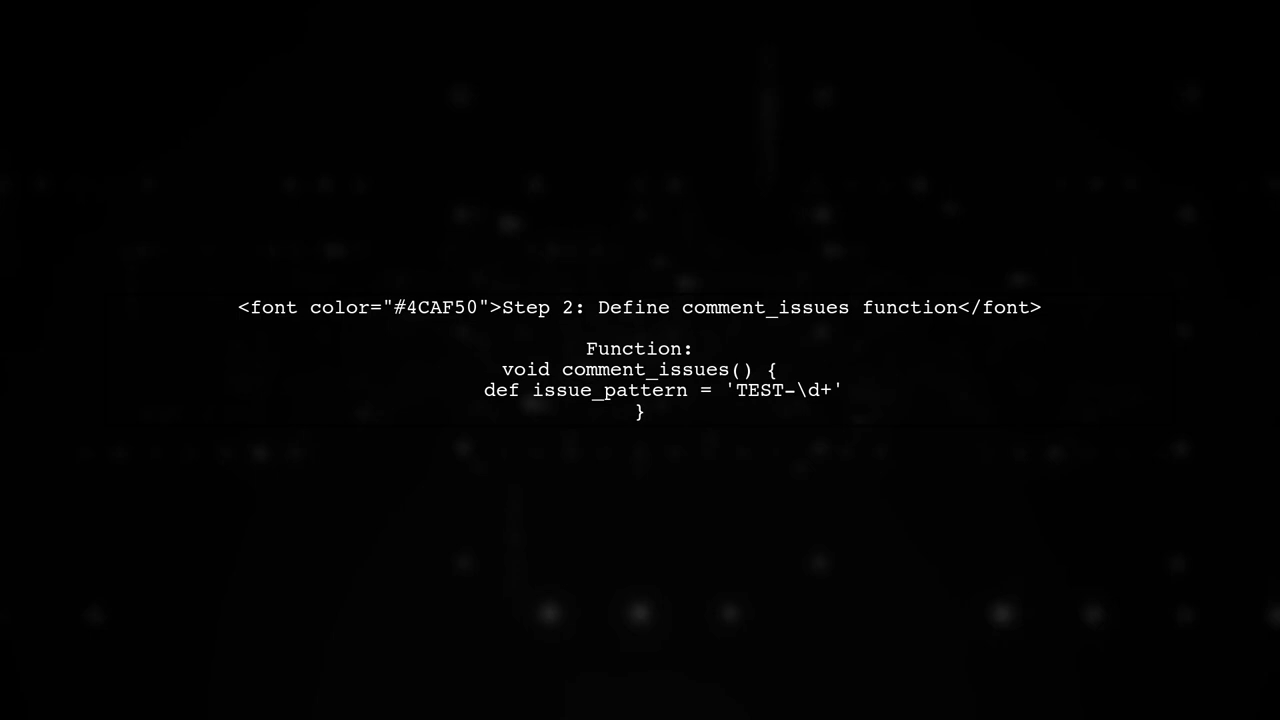 <font color="#4CAF50">Step 2: Define comment_issues function</font>
Function:
void comment_issues() {
def issue_pattern = 'TEST-\d+'
}